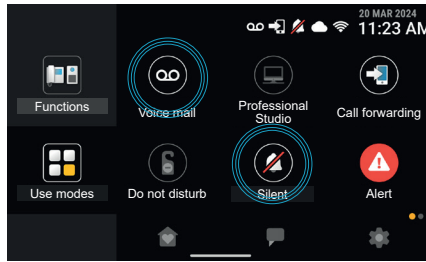 20 MAR 2024
11:23 AM
Functions
Voice mail
Professional
Studio
Call forwarding
Use modes
Do not disturb
Silent
Alert